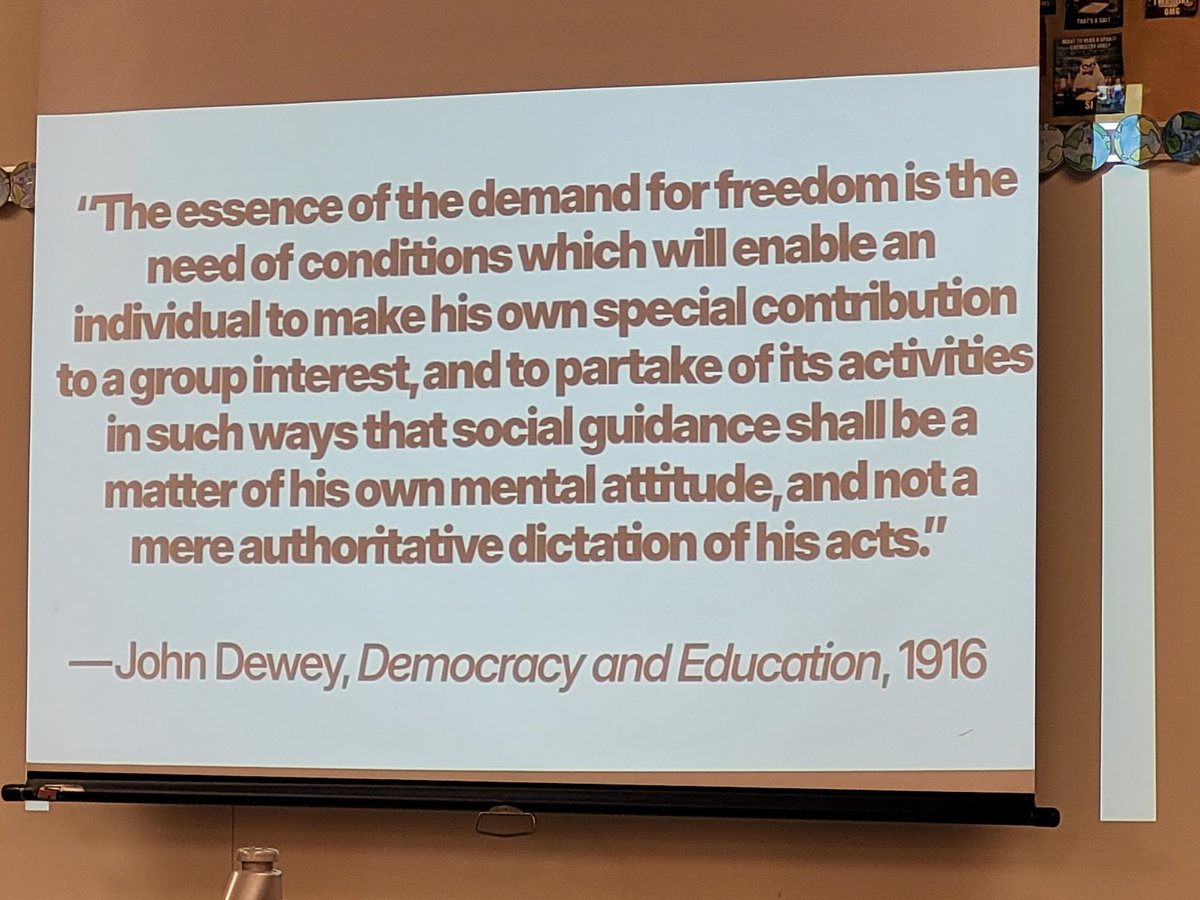 “The essence of the demand for freedom is the
need of conditions which will enable an
individual to make his own special contribution
to a group interest, and to partake of its activities
in such ways that social guidance shall be a
matter of his own mental attitude, and not a
mere authoritative dictation of his acts.”
—John Dewey, Democracy and Education, 1916
THAT'S A SALT
OMG